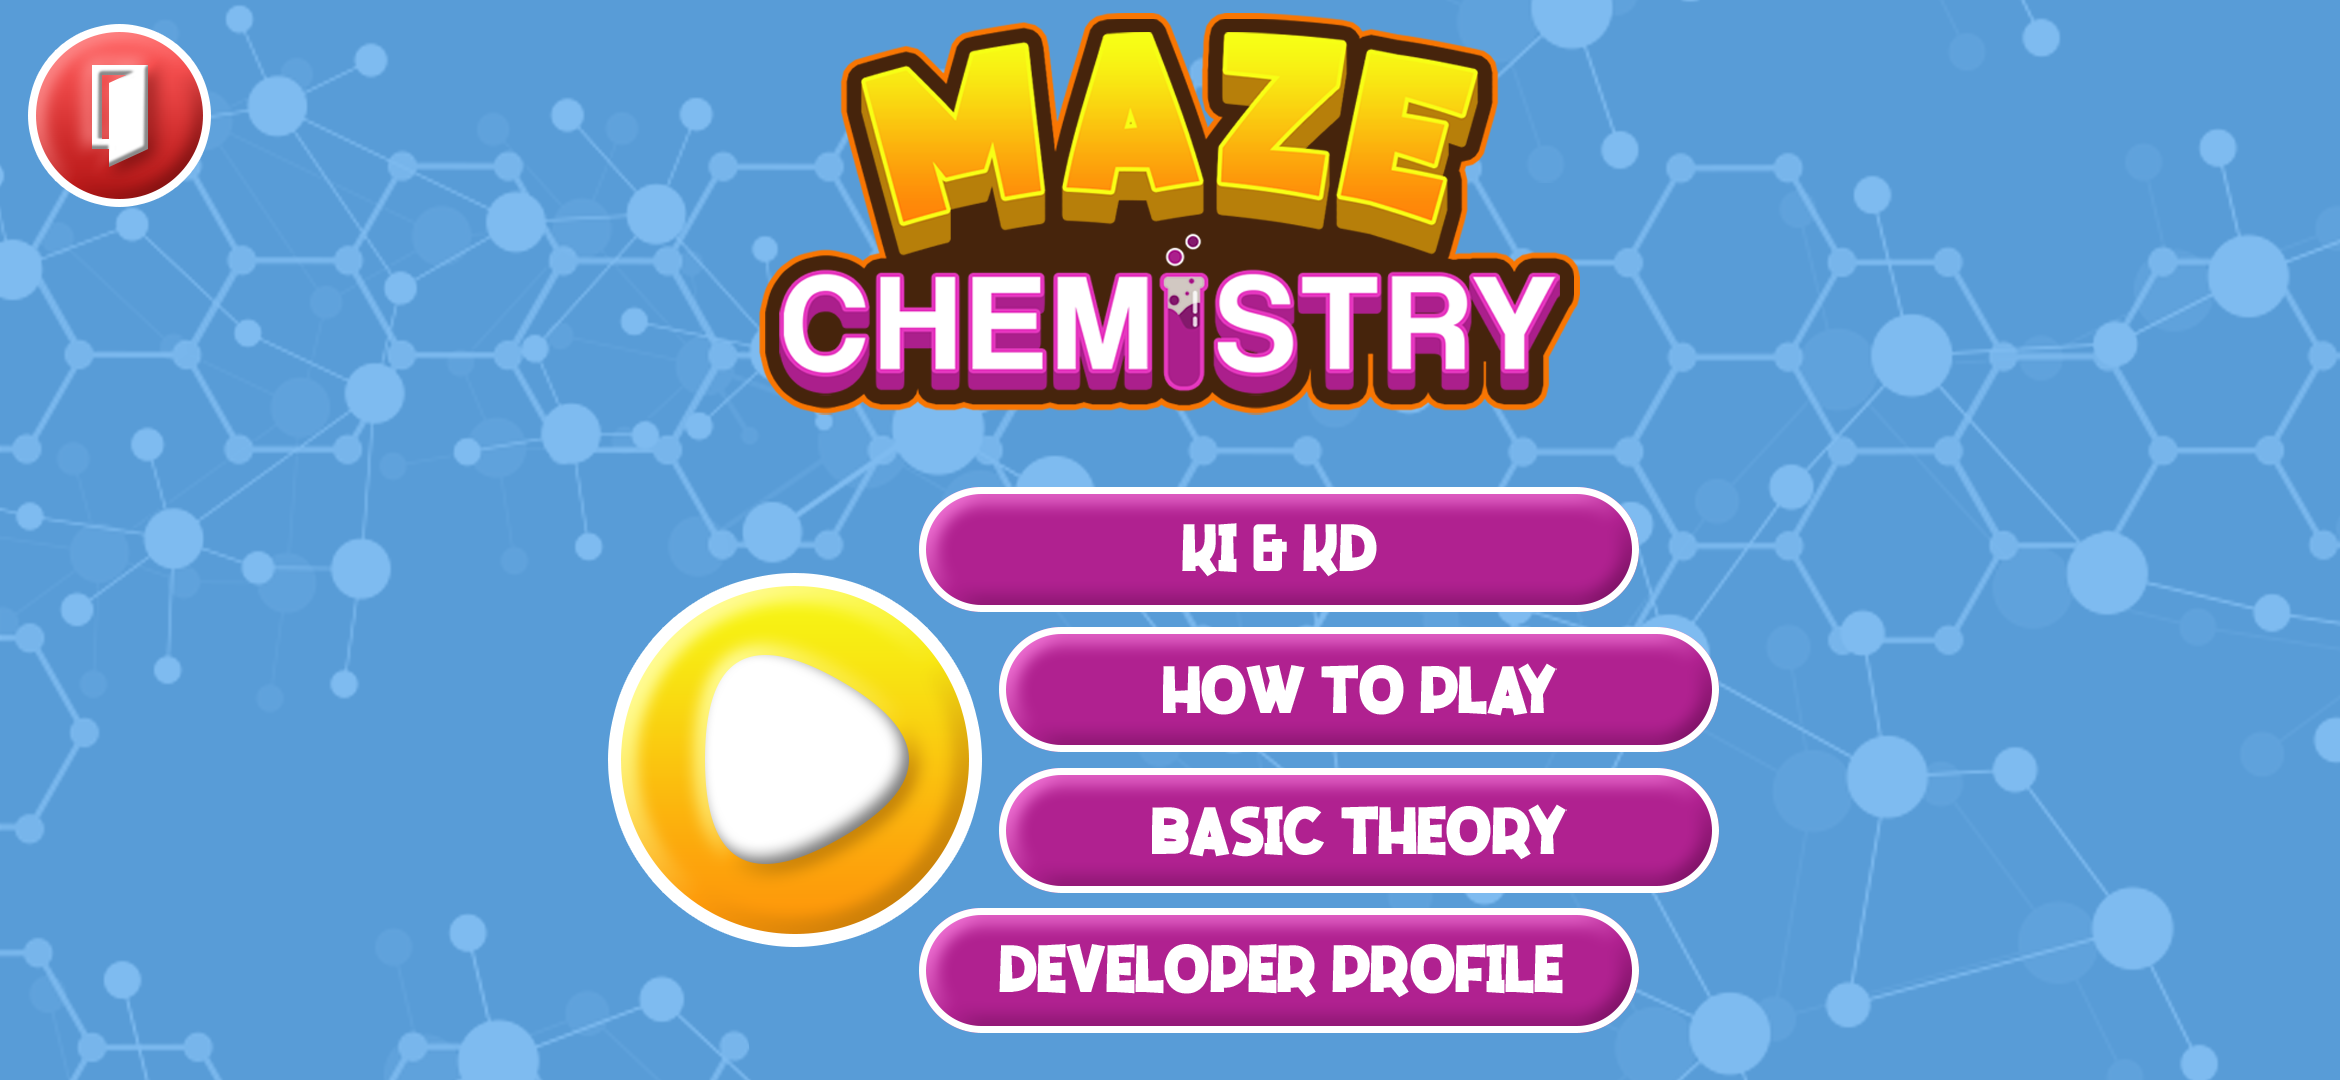 MAZE
CHEMISTRY
KI & KD
HOW TO PLAY
BASIC THEORY
DEVELOPER PROFILE